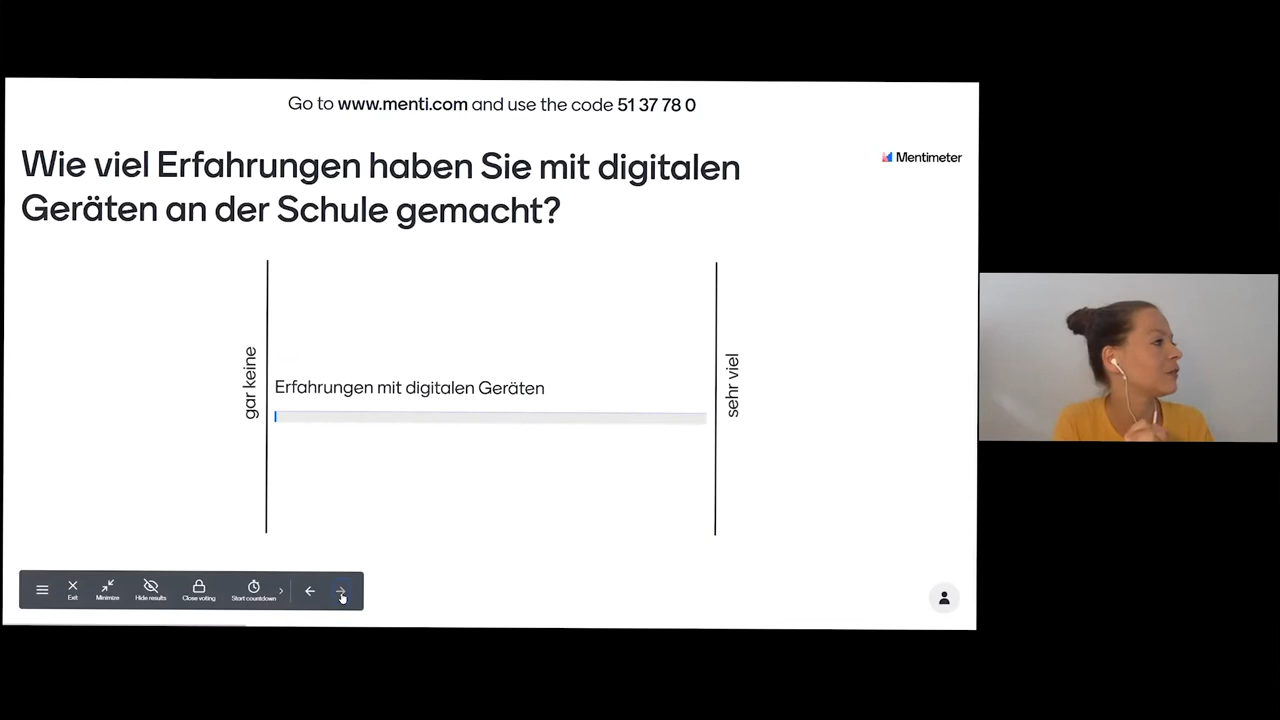 Go to www.menti.com and use the code 51 37 78 0
Wie viel Erfahrungen haben Sie mit digitalen
Geräten an der Schule gemacht?
Mentimeter
gar keine
Erfahrungen mit digitalen Geräten
sehr viel
Exit
Minimize
Hide results
Close voting
Start countdown